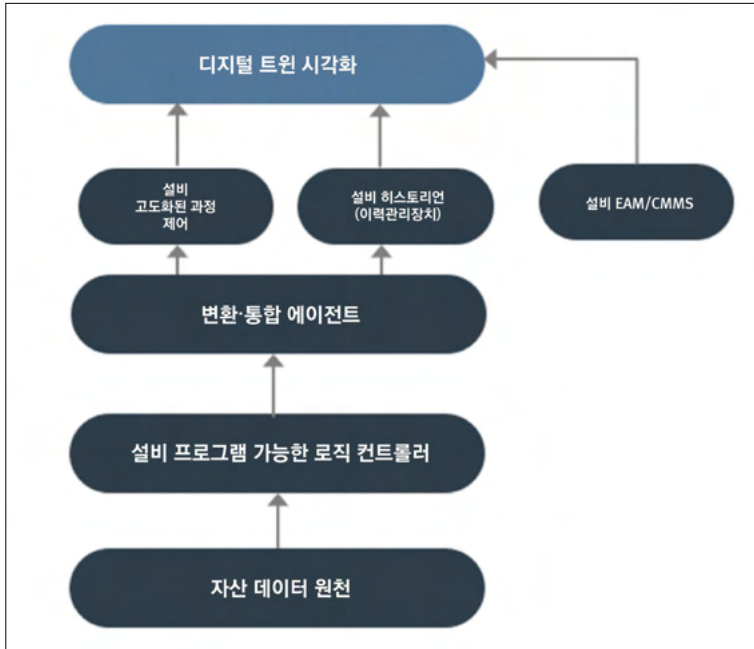 디지털 트윈 시각화
설비
고도화된 과정
제어
설비 히스토리언
(이력관리장치)
설비 EAM/CMMS
변환·통합 에이전트
설비 프로그램 가능한 로직 컨트롤러
자산 데이터 원천